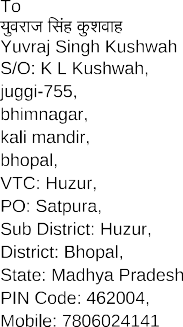 To
युवराज सिंह कुशवाह
Yuvraj Singh Kushwah
S/O: K L Kushwah,
juggi-755,
bhimnagar,
kali mandir,
bhopal,
VTC: Huzur,
PO: Satpura,
Sub District: Huzur,
District: Bhopal,
State: Madhya Pradesh
PIN Code: 462004,
Mobile: 7806024141